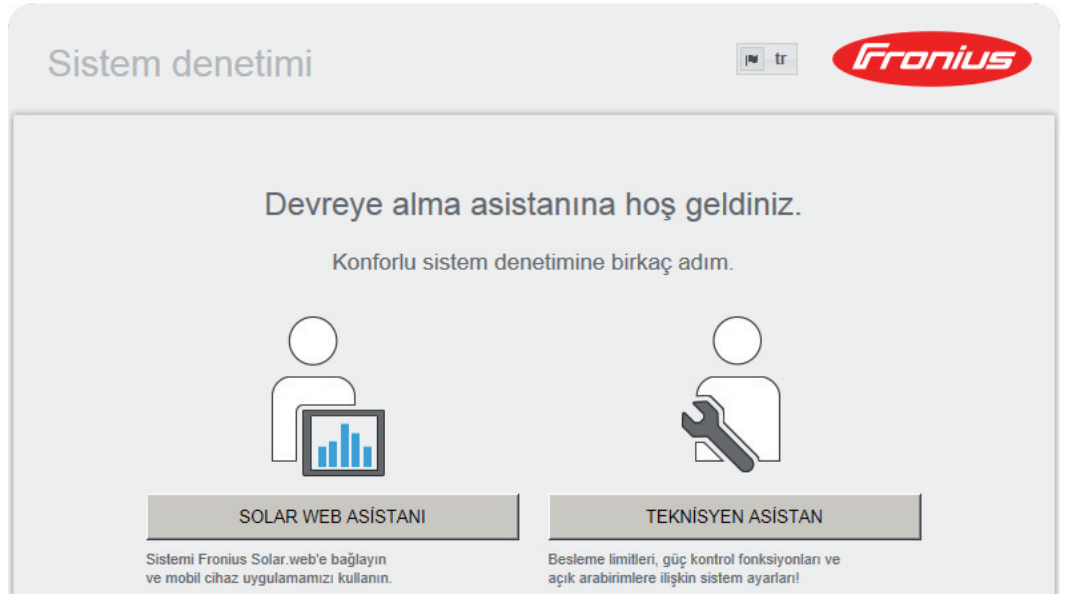 Sistem denetimi
tr
Fronius
Devreye alma asistanına hoş geldiniz.
Konforlu sistem denetimine birkaç adım.
SOLAR WEB ASİSTANI
TEKNİSYEN ASİSTAN
Sistemi Fronius Solar.web'e bağlayın
ve mobil cihaz uygulamamızı kullanın.
Besleme limitleri, güç kontrol fonksiyonları ve
açık arabirimlere ilişkin sistem ayarları!